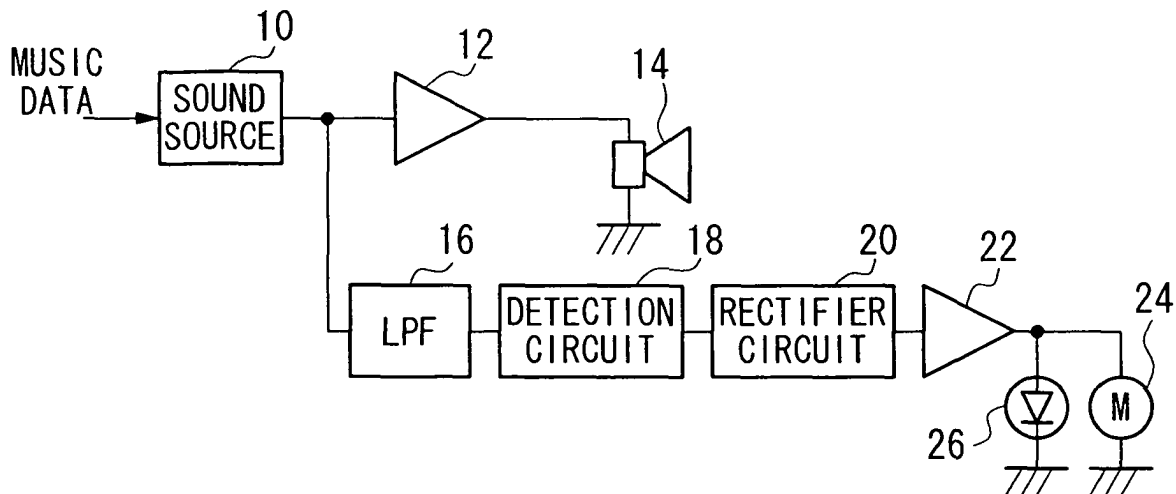 10
12
14
MUSIC
DATA
SOUND
SOURCE
16
18
20
22
24
LPF
DETECTION
CIRCUIT
RECTIFIER
CIRCUIT
26
M